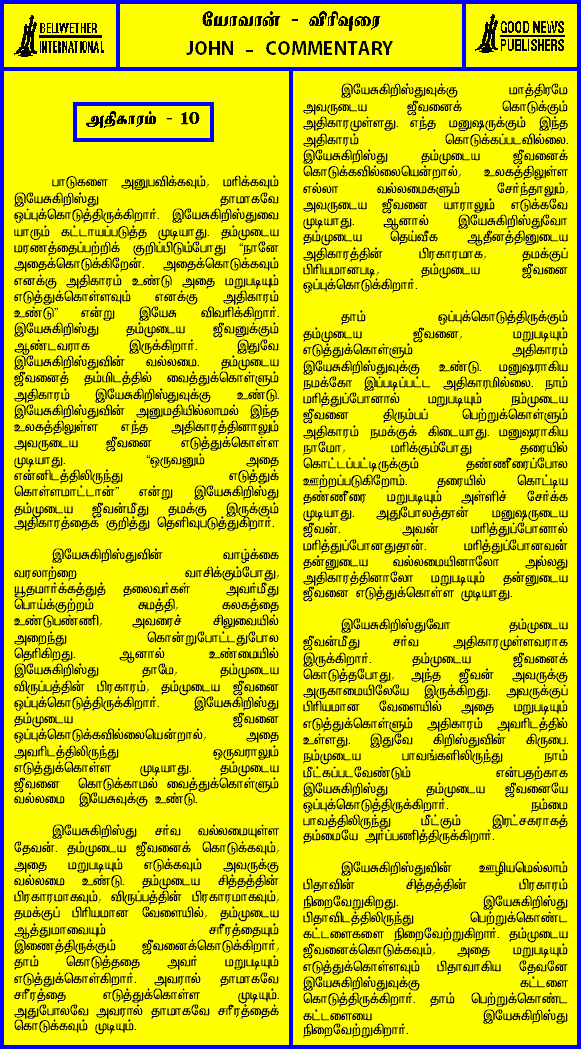 BELWETHER
INTERNATIONAL
யோவான் - விரிவுரை
JOHN - COMMENTARY
GOOD NEWS
PUBLISHERS
அதிகாரம் - 10
பாடுகளை அனுபவிக்கவும், மரிக்கவும்
இயேசுகிறிஸ்து தாமாகவே
ஒப்புக்கொடுத்திருக்கிறார். இயேசுகிறிஸ்துவை
யாரும் கட்டாயப்படுத்த முடியாது. தம்முடைய
மரணத்தைப்பற்றிக் குறிப்பிடும்போது "நானே
அதைக்கொடுக்கிறேன். அதைக்கொடுக்கவும்
எனக்கு அதிகாரம் உண்டு அதை மறுபடியும்
எடுத்துக்கொள்ளவும் எனக்கு அதிகாரம்
உண்டு" என்று இயேசு விவரிக்கிறார்.
இயேசுகிறிஸ்து தம்முடைய ஜீவனுக்கும்
ஆண்டவராக இருக்கிறார். இதுவே
இயேசுகிறிஸ்துவின் வல்லமை. தம்முடைய
ஜீவனைத் தம்மிடத்தில் வைத்துக்கொள்ளும்
அதிகாரம் இயேசுகிறிஸ்துவுக்கு உண்டு.
இயேசுகிறிஸ்துவின் அனுமதியில்லாமல் இந்த
உலகத்திலுள்ள எந்த அதிகாரத்தினாலும்
அவருடைய ஜீவனை எடுத்துக்கொள்ள
முடியாது. "ஒருவனும் அதை
என்னிடத்திலிருந்து எடுத்துக்
கொள்ளமாட்டான்" என்று இயேசுகிறிஸ்து
தம்முடைய ஜீவன்மீது தமக்கு இருக்கும்
அதிகாரத்தைக் குறித்து தெளிவுபடுத்துகிறார்.
இயேசுகிறிஸ்துவின் வாழ்க்கை
வரலாற்றை வாசிக்கும்போது,
யூதமார்க்கத்துத் தலைவர்கள் அவர்மீது
பொய்க்குற்றம் சுமத்தி, கலகத்தை
உண்டுபண்ணி, அவரைச் சிலுவையில்
அறைந்து கொன்றுபோட்டதுபோல
தெரிகிறது. ஆனால் உண்மையில்
இயேசுகிறிஸ்து தாமே, தம்முடைய
விருப்பத்தின் பிரகாரம், தம்முடைய ஜீவனை
ஒப்புக்கொடுத்திருக்கிறார். இயேசுகிறிஸ்து
தம்முடைய ஜீவனை
ஒப்புக்கொடுக்கவில்லையென்றால், அதை
அவரிடத்திலிருந்து ஒருவராலும்
எடுத்துக்கொள்ள முடியாது. தம்முடைய
ஜீவனை கொடுக்காமல் வைத்துக்கொள்ளும்
வல்லமை இயேசுவுக்கு உண்டு.
இயேசுகிறிஸ்து சர்வ வல்லமையுள்ள
தேவன். தம்முடைய ஜீவனைக் கொடுக்கவும்,
அதை மறுபடியும் எடுக்கவும் அவருக்கு
வல்லமை உண்டு. தம்முடைய சித்தத்தின்
பிரகாரமாகவும், விருப்பத்தின் பிரகாரமாகவும்,
தமக்குப் பிரியமான வேளையில், தம்முடைய
ஆத்துமாவையும் சரீரத்தையும்
இணைத்திருக்கும் ஜீவனைக்கொடுக்கிறார்,
தாம் கொடுத்ததை அவர் மறுபடியும்
எடுத்துக்கொள்கிறார். அவரால் தாமாகவே
சரீரத்தை எடுத்துக்கொள்ள முடியும்.
அதுபோலவே அவரால் தாமாகவே சரீரத்தைக்
கொடுக்கவும் முடியும்.
இயேசுகிறிஸ்துவுக்கு மாத்திரமே
அவருடைய ஜீவனைக் கொடுக்கும்
அதிகாரமுள்ளது. எந்த மனுஷருக்கும் இந்த
அதிகாரம் கொடுக்கப்படவில்லை.
இயேசுகிறிஸ்து தம்முடைய ஜீவனைக்
கொடுக்கவில்லையென்றால், உலகத்திலுள்ள
எல்லா வல்லமைகளும் சேர்ந்தாலும்,
அவருடைய ஜீவனை யாராலும் எடுக்கவே
முடியாது. ஆனால் இயேசுகிறிஸ்துவோ
தம்முடைய தெய்வீக ஆதீனத்தினுடைய
அதிகாரத்தின் பிரகாரமாக, தமக்குப்
பிரியமானபடி, தம்முடைய ஜீவனை
ஒப்புக்கொடுக்கிறார்.
தாம் ஒப்புக்கொடுத்திருக்கும்
தம்முடைய ஜீவனை, மறுபடியும்
எடுத்துக்கொள்ளும் அதிகாரம்
இயேசுகிறிஸ்துவுக்கு உண்டு. மனுஷராகிய
நமக்கோ இப்படிப்பட்ட அதிகாரமில்லை. நாம்
மரித்துப்போனால் மறுபடியும் நம்முடைய
ஜீவனை திரும்பப் பெற்றுக்கொள்ளும்
அதிகாரம் நமக்குக் கிடையாது. மனுஷராகிய
நாமோ, மரிக்கும்போது தரையில்
கொட்டப்பட்டிருக்கும் தண்ணீரைப்போல
ஊற்றப்படுகிறோம். தரையில் கொட்டிய
தண்ணீரை மறுபடியும் அள்ளிச் சேர்க்க
முடியாது. அதுபோலத்தான் மனுஷருடைய
ஜீவன். அவன் மரித்துப்போனால்
மரித்துப்போனதுதான். மரித்துப்போனவன்
தன்னுடைய வல்லமையினாலோ அல்லது
அதிகாரத்தினாலோ மறுபடியும் தன்னுடைய
ஜீவனை எடுத்துக்கொள்ள முடியாது.
இயேசுகிறிஸ்துவோ தம்முடைய
ஜீவன்மீது சர்வ அதிகாரமுள்ளவராக
இருக்கிறார். தம்முடைய ஜீவனைக்
கொடுத்தபோது, அந்த ஜீவன் அவருக்கு
அருகாமையிலேயே இருக்கிறது. அவருக்குப்
பிரியமான வேளையில் அதை மறுபடியும்
எடுத்துக்கொள்ளும் அதிகாரம் அவரிடத்தில்
உள்ளது. இதுவே கிறிஸ்துவின் கிருபை.
நம்முடைய பாவங்களிலிருந்து நாம்
மீட்கப்படவேண்டும் என்பதற்காக
இயேசுகிறிஸ்து தம்முடைய ஜீவனையே
ஒப்புக்கொடுத்திருக்கிறார். நம்மை
பாவத்திலிருந்து மீட்கும் இரட்சகராகத்
தம்மையே அர்ப்பணித்திருக்கிறார்.
இயேசுகிறிஸ்துவின் ஊழியமெல்லாம்
பிதாவின் சித்தத்தின் பிரகாரம்
நிறைவேறுகிறது. இயேசுகிறிஸ்து
பிதாவிடத்திலிருந்து பெற்றுக்கொண்ட
கட்டளைகளை நிறைவேற்றுகிறார். தம்முடைய
ஜீவனைக்கொடுக்கவும், அதை மறுபடியும்
எடுத்துக்கொள்ளவும் பிதாவாகிய தேவனே
இயேசுகிறிஸ்துவுக்கு கட்டளை
கொடுத்திருக்கிறார். தாம் பெற்றுக்கொண்ட
கட்டளையை இயேசுகிறிஸ்து
நிறைவேற்றுகிறார்.